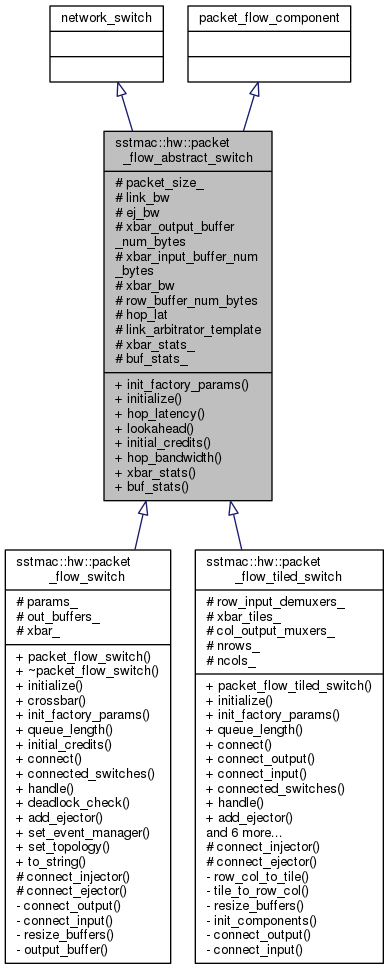 network_switch
packet_flow_component
sstmac::hw::packet
_flow_abstract_switch
# packet_size_
# link_bw
# ej_bw
# xbar_output_buffer
_num_bytes
# xbar_input_buffer_num
_bytes
# xbar_bw
# row_buffer_num_bytes
# hop_lat
# link_arbitrator_template
# xbar_stats_
# buf_stats_
+ init_factory_params()
+ initialize()
+ hop_latency()
+ lookahead()
+ initial_credits()
+ hop_bandwidth()
+ xbar_stats()
+ buf_stats()
sstmac::hw::packet
_flow_switch
# params_
# out_buffers_
# xbar_
+ packet_flow_switch()
+ ~packet_flow_switch()
+ initialize()
+ crossbar()
+ init_factory_params()
+ queue_length()
+ initial_credits()
+ connect()
+ connected_switches()
+ handle()
+ deadlock_check()
+ add_ejector()
+ set_event_manager()
+ set_topology()
+ to_string()
# connect_injector()
# connect_ejector()
- connect_output()
- connect_input()
- resize_buffers()
- output_buffer()
sstmac::hw::packet
_flow_tiled_switch
# row_input_demuxers_
# xbar_tiles_
# col_output_muxers_
# nrows_
# ncols_
+ packet_flow_tiled_switch()
+ initialize()
+ init_factory_params()
+ queue_length()
+ connect()
+ connect_output()
+ connect_input()
+ connected_switches()
+ handle()
+ add_ejector()
and 6 more...
# connect_injector()
# connect_ejector()
- row_col_to_tile()
- tile_to_row_col()
- resize_buffers()
- init_components()
- connect_output()
- connect_input()